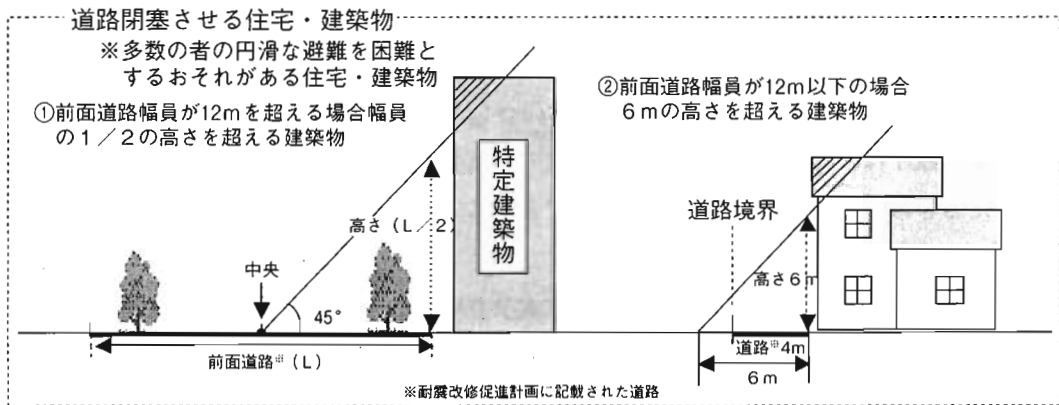 道路閉塞させる住宅・建築物
※多数の者の円滑な避難を困難と
するおそれがある住宅・建築物
①前面道路幅員が12mを超える場合幅員
の1/2の高さを超える建築物
②前面道路幅員が12m以下の場合
6mの高さを超える建築物
特定建築物
高さ(L/2)
中央
45°
前面道路※(L)
道路境界
高さ6m
道路※4m
6m
※耐震改修促進計画に記載された道路